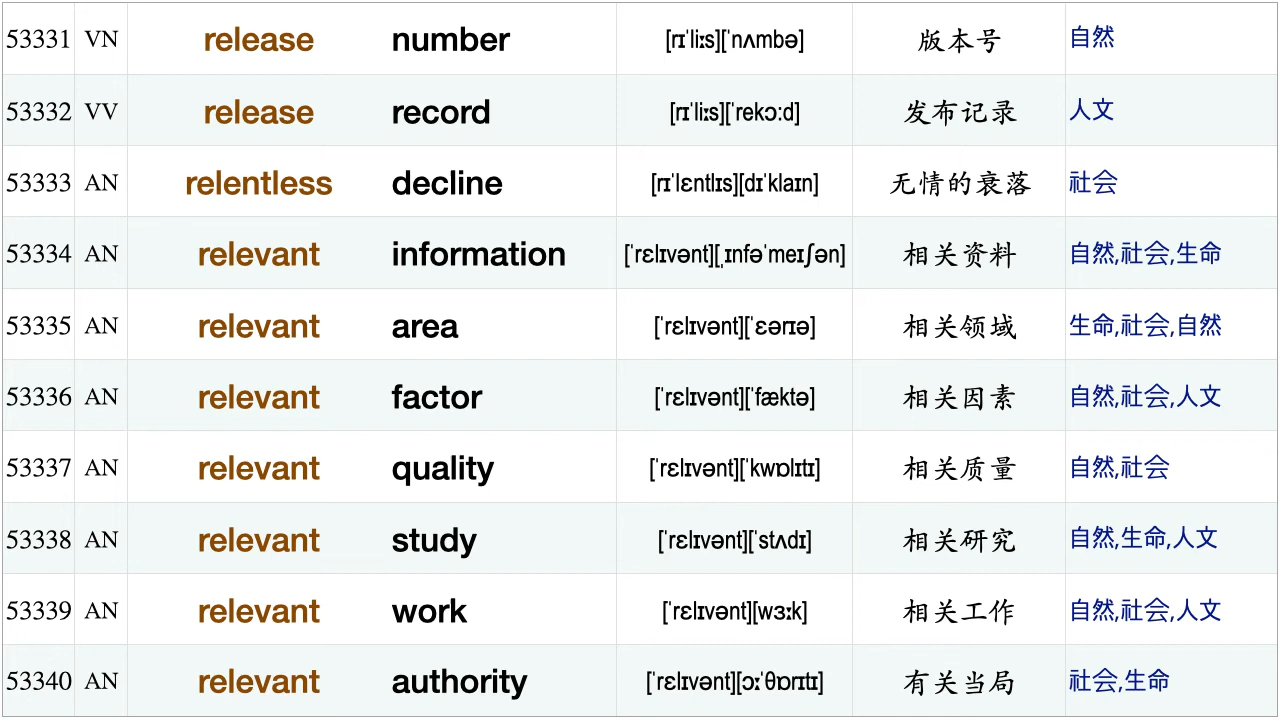 53331 VN release number [rɪˈliːs][ˈnʌmbə] 版本号 自然
53332 VV release record [rɪˈliːs][ˈrekɔːd] 发布记录 人文
53333 AN relentless decline [rɪˈlɛntlɪs][dɪˈklaɪn] 无情的衰落 社会
53334 AN relevant information [ˈrɛlɪvənt][ˌɪnfəˈmeɪʃən] 相关资料 自然,社会,生命
53335 AN relevant area [ˈrɛlɪvənt][ˈɛərɪə] 相关领域 生命,社会,自然
53336 AN relevant factor [ˈrɛlɪvənt][ˈfæktə] 相关因素 自然,社会,人文
53337 AN relevant quality [ˈrɛlɪvənt][ˈkwɒlɪtɪ] 相关质量 自然,社会
53338 AN relevant study [ˈrɛlɪvənt][ˈstʌdɪ] 相关研究 自然,生命,人文
53339 AN relevant work [ˈrɛlɪvənt][wɜːk] 相关工作 自然,社会,人文
53340 AN relevant authority [ˈrɛlɪvənt][ɔːˈθɒrɪtɪ] 有关当局 社会,生命